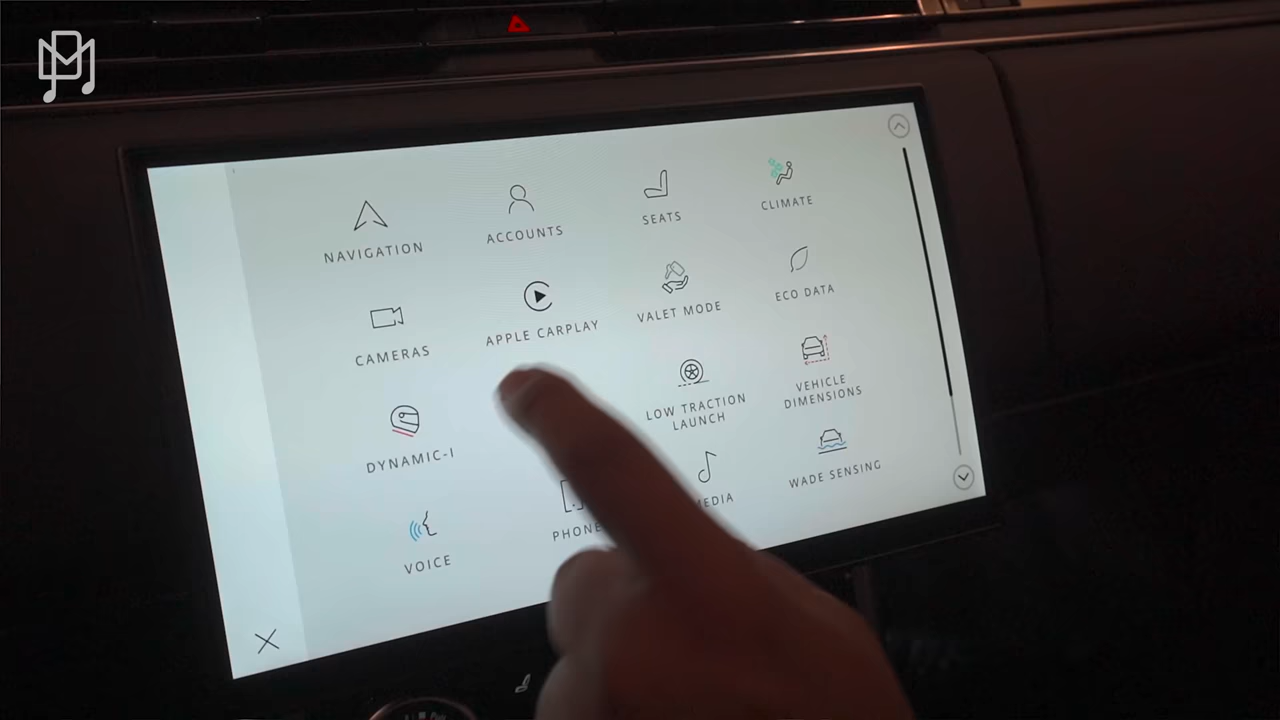 NAVIGATION
ACCOUNTS
SEATS
CLIMATE
CAMERAS
APPLE CARPLAY
VALET MODE
ECO DATA
DYNAMIC-I
LOW TRACTION
LAUNCH
VEHICLE
DIMENSIONS
VOICE
PHONE
MEDIA
WADE SENSING